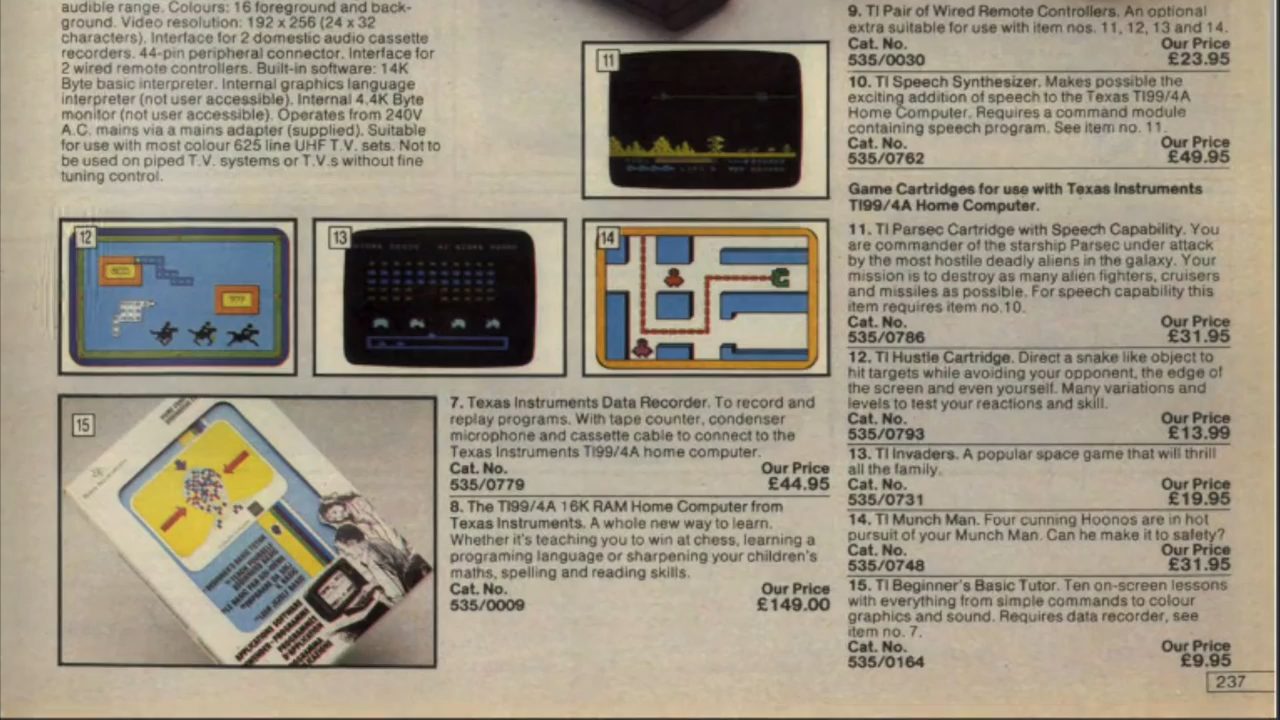 audible range. Colours: 16 foreground and back-
ground. Video resolution: 192 x 256 (24 x 32
characters). Interface for 2 domestic audio cassette
recorders. 44-pin peripheral connector. Interface for
2 wired remote controllers. Built-in software: 14K
Byte basic interpreter. Internal graphics language
interpreter (not user accessible). Internal 4.4K Byte
monitor (not user accessible). Operates from 240V
A.C. mains via a mains adapter (supplied). Suitable
for use with most colour 625 line UHF T.V. sets. Not to
be used on piped T.V. systems or T.V.s without fine
tuning control.
11
12
13
14
15
7. Texas Instruments Data Recorder. To record and
replay programs. With tape counter, condenser
microphone and cassette cable to connect to the
Texas Instruments TI99/4A home computer.
Cat. No. Our Price
535/0779 £44.95
8. The TI99/4A 16K RAM Home Computer from
Texas Instruments. A whole new way to learn.
Whether it's teaching you to win at chess, learning a
programing language or sharpening your children's
maths, spelling and reading skills.
Cat. No. Our Price
535/0009 £149.00
9. TI Pair of Wired Remote Controllers. An optional
extra suitable for use with item nos. 11, 12, 13 and 14.
Cat. No. Our Price
535/0030 £23.95
10. TI Speech Synthesizer. Makes possible the
exciting addition of speech to the Texas TI99/4A
Home Computer. Requires a command module
containing speech program. See item no. 11.
Cat. No. Our Price
535/0762 £49.95
Game Cartridges for use with Texas Instruments
TI99/4A Home Computer.
11. TI Parsec Cartridge with Speech Capability. You
are commander of the starship Parsec under attack
by the most hostile deadly aliens in the galaxy. Your
mission is to destroy as many alien fighters, cruisers
and missiles as possible. For speech capability this
item requires item no.10.
Cat. No. Our Price
535/0786 £31.95
12. TI Hustle Cartridge. Direct a snake like object to
hit targets while avoiding your opponent, the edge of
the screen and even yourself. Many variations and
levels to test your reactions and skill.
Cat. No. Our Price
535/0793 £13.99
13. TI Invaders. A popular space game that will thrill
all the family.
Cat. No. Our Price
535/0731 £19.95
14. TI Munch Man. Four cunning Hoonos are in hot
pursuit of your Munch Man. Can he make it to safety?
Cat. No. Our Price
535/0748 £31.95
15. TI Beginner's Basic Tutor. Ten on-screen lessons
with everything from simple commands to colour
graphics and sound. Requires data recorder, see
item no. 7.
Cat. No. Our Price
535/0164 £9.95
237